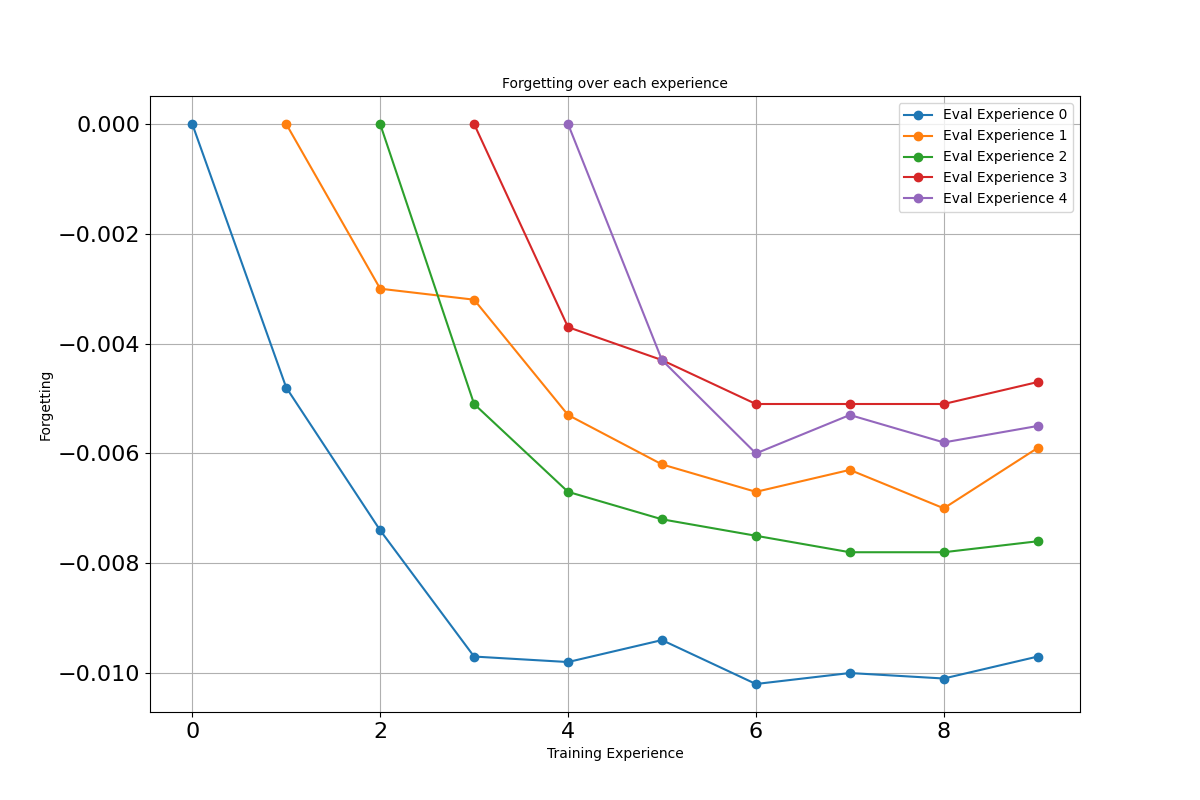 Forgetting over each experience
Eval Experience 0
Eval Experience 1
Eval Experience 2
Eval Experience 3
Eval Experience 4
0.000
−0.002
−0.004
−0.006
−0.008
−0.010
Forgetting
0 2 4 6 8
Training Experience